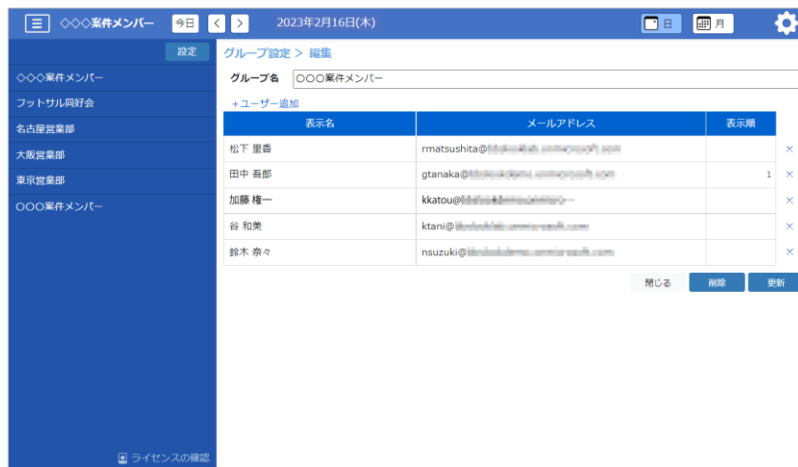 ◇◇◇案件メンバー 今日 < > 2023年2月16日(木) 日 月
設定
◇◇◇案件メンバー
フットサル同好会
名古屋営業部
大阪営業部
東京営業部
〇〇〇案件メンバー
ライセンスの確認
グループ設定 > 編集
グループ名 〇〇〇案件メンバー
+ユーザー追加
表示名 メールアドレス 表示順
松下 里香 rmatsushita@ ×
田中 吾郎 gtanaka@ 1 ×
加藤 権一 kkatou@ ×
谷 和美 ktani@ ×
鈴木 奈々 nsuzuki@ ×
閉じる 削除 更新